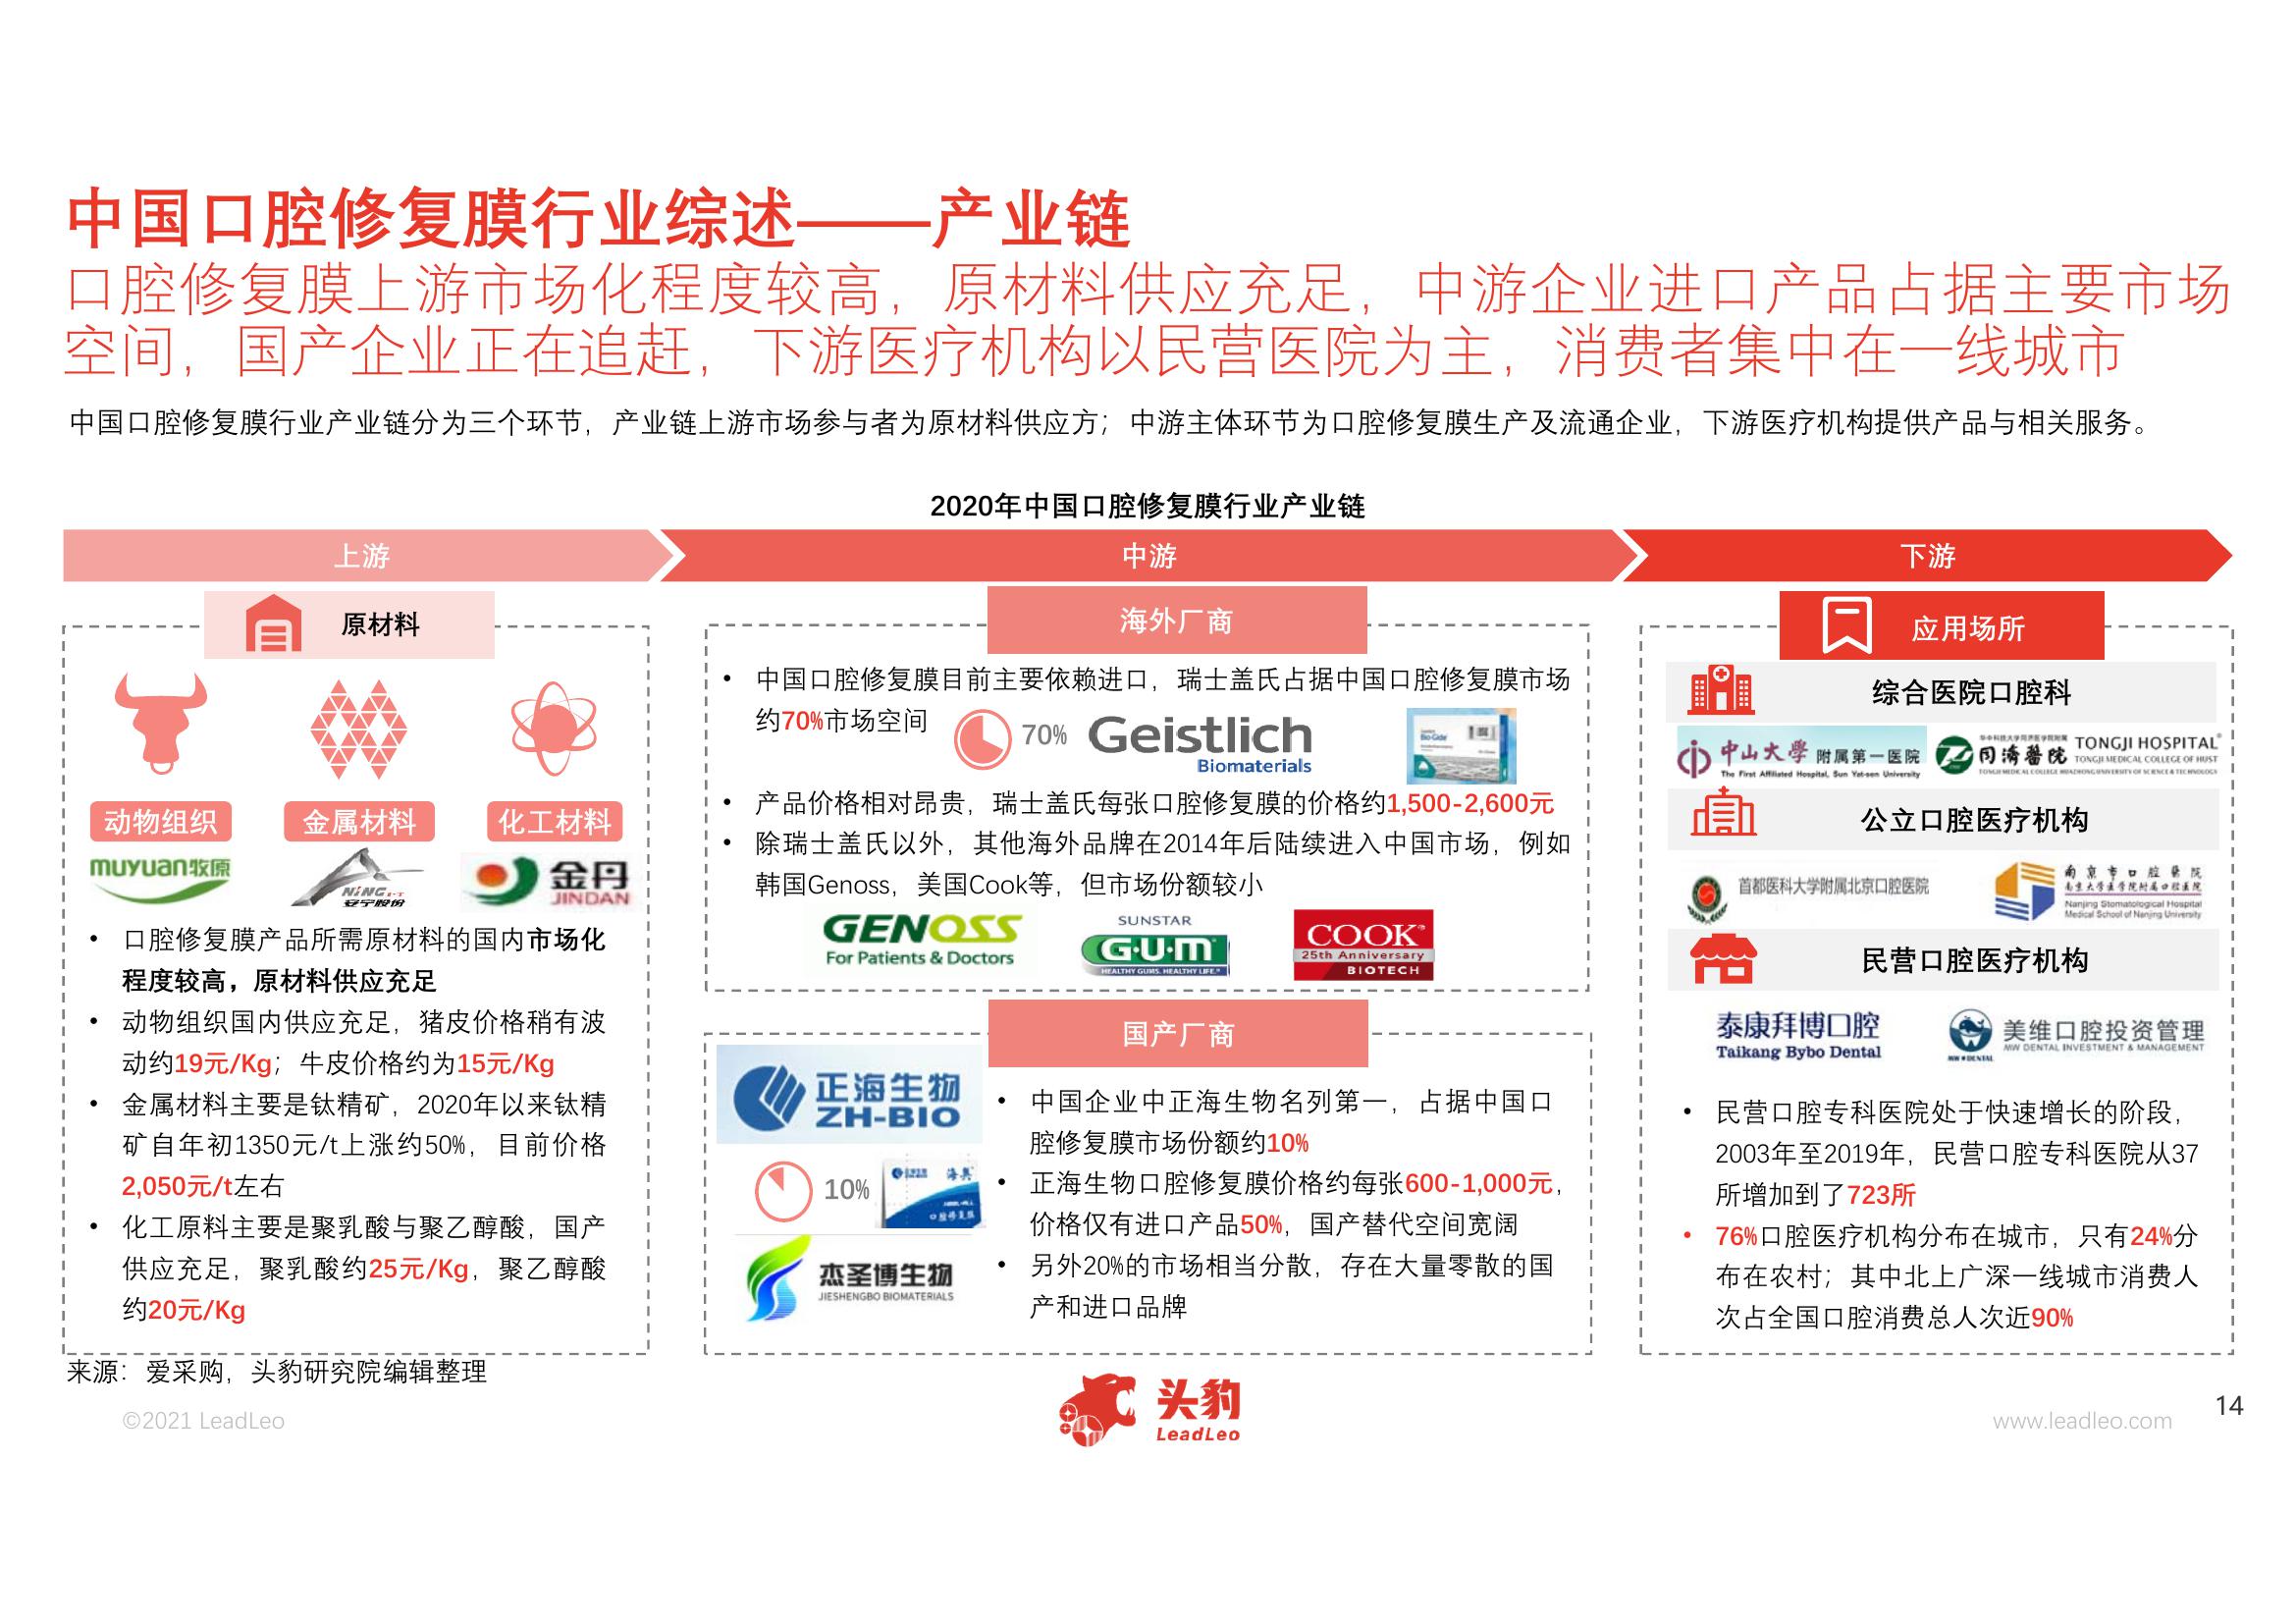 中国口腔修复膜行业综述——产业链
口腔修复膜上游市场化程度较高，原材料供应充足，中游企业进口产品占据主要市场
空间，国产企业正在追赶，下游医疗机构以民营医院为主，消费者集中在一线城市
中国口腔修复膜行业产业链分为三个环节，产业链上游市场参与者为原材料供应方；中游主体环节为口腔修复膜生产及流通企业，下游医疗机构提供产品与相关服务。
2020年中国口腔修复膜行业产业链
上游
原材料
动物组织
金属材料
化工材料
muyuan牧原
安宁股份
金丹
JINDAN
• 口腔修复膜产品所需原材料的国内市场化
程度较高，原材料供应充足
• 动物组织国内供应充足，猪皮价格稍有波
动约19元/Kg；牛皮价格约为15元/Kg
• 金属材料主要是钛精矿，2020年以来钛精
矿自年初1350元/t上涨约50%，目前价格
2,050元/t左右
• 化工原料主要是聚乳酸与聚乙醇酸，国产
供应充足，聚乳酸约25元/Kg，聚乙醇酸
约20元/Kg
中游
海外厂商
• 中国口腔修复膜目前主要依赖进口，瑞士盖氏占据中国口腔修复膜市场
约70%市场空间
70%
Geistlich
Biomaterials
Bio-Gide
• 产品价格相对昂贵，瑞士盖氏每张口腔修复膜的价格约1,500-2,600元
• 除瑞士盖氏以外，其他海外品牌在2014年后陆续进入中国市场，例如
韩国Genoss，美国Cook等，但市场份额较小
GENOSS
For Patients & Doctors
SUNSTAR
G·U·M
HEALTHY GUMS. HEALTHY LIFE.®
COOK®
25th Anniversary
BIOTECH
国产厂商
正海生物
ZH-BIO
10%
海奥
口腔修复膜
杰圣博生物
JIESHENGBO BIOMATERIALS
• 中国企业中正海生物名列第一，占据中国口
腔修复膜市场份额约10%
• 正海生物口腔修复膜价格约每张600-1,000元，
价格仅有进口产品50%，国产替代空间宽阔
• 另外20%的市场相当分散，存在大量零散的国
产和进口品牌
下游
应用场所
综合医院口腔科
中山大學 附属第一医院
The First Affiliated Hospital, Sun Yat-sen University
华中科技大学同济医学院附属
同濟醫院
TONGJI HOSPITAL®
TONGJI MEDICAL COLLEGE OF HUST
公立口腔医疗机构
首都医科大学附属北京口腔医院
南京市口腔医院
南京大学医学院附属口腔医院
Nanjing Stomatological Hospital
Medical School of Nanjing University
民营口腔医疗机构
泰康拜博口腔
Taikang Bybo Dental
美维口腔投资管理
MW DENTAL INVESTMENT & MANAGEMENT
MW DENTAL
• 民营口腔专科医院处于快速增长的阶段，
2003年至2019年，民营口腔专科医院从37
所增加到了723所
• 76%口腔医疗机构分布在城市，只有24%分
布在农村；其中北上广深一线城市消费人
次占全国口腔消费总人次近90%
来源：爱采购，头豹研究院编辑整理
©2021 LeadLeo
头豹
LeadLeo
www.leadleo.com
14